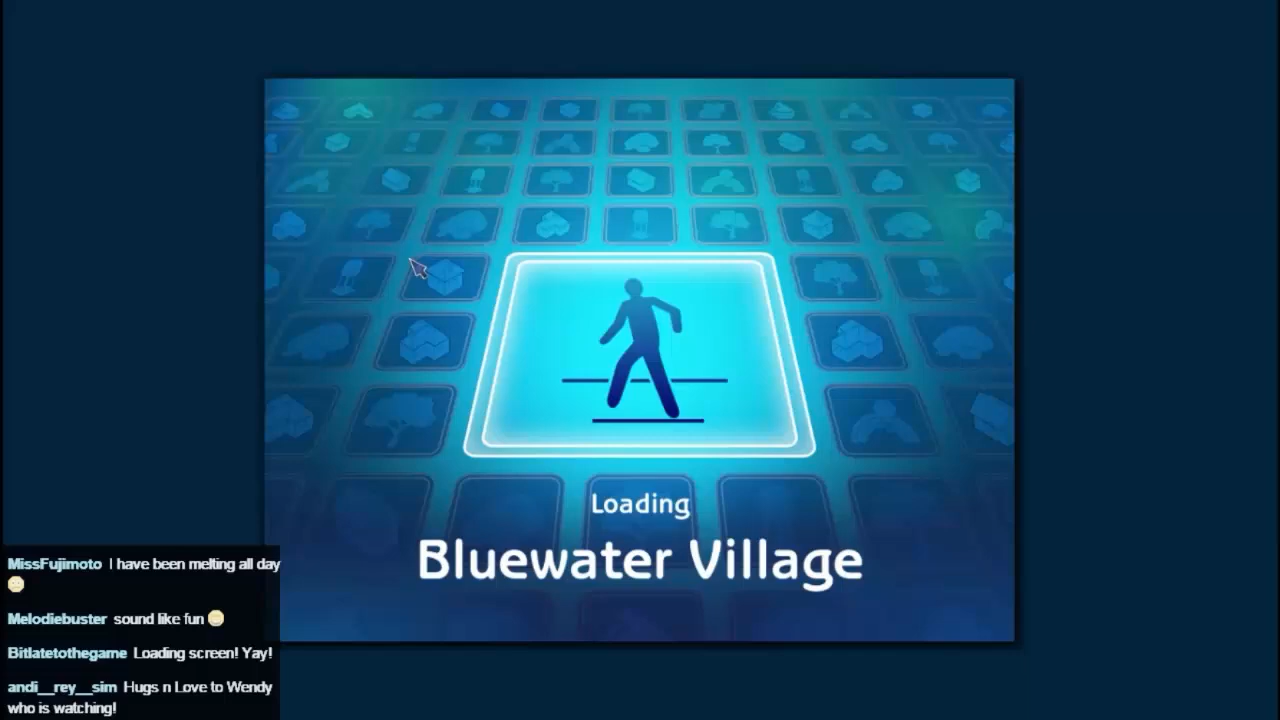 Loading
Bluewater Village
MissFujimoto I have been melting all day
Melodiebuster sound like fun
Bitlatetothegame Loading screen! Yay!
andi__rey__sim Hugs n Love to Wendy
who is watching!